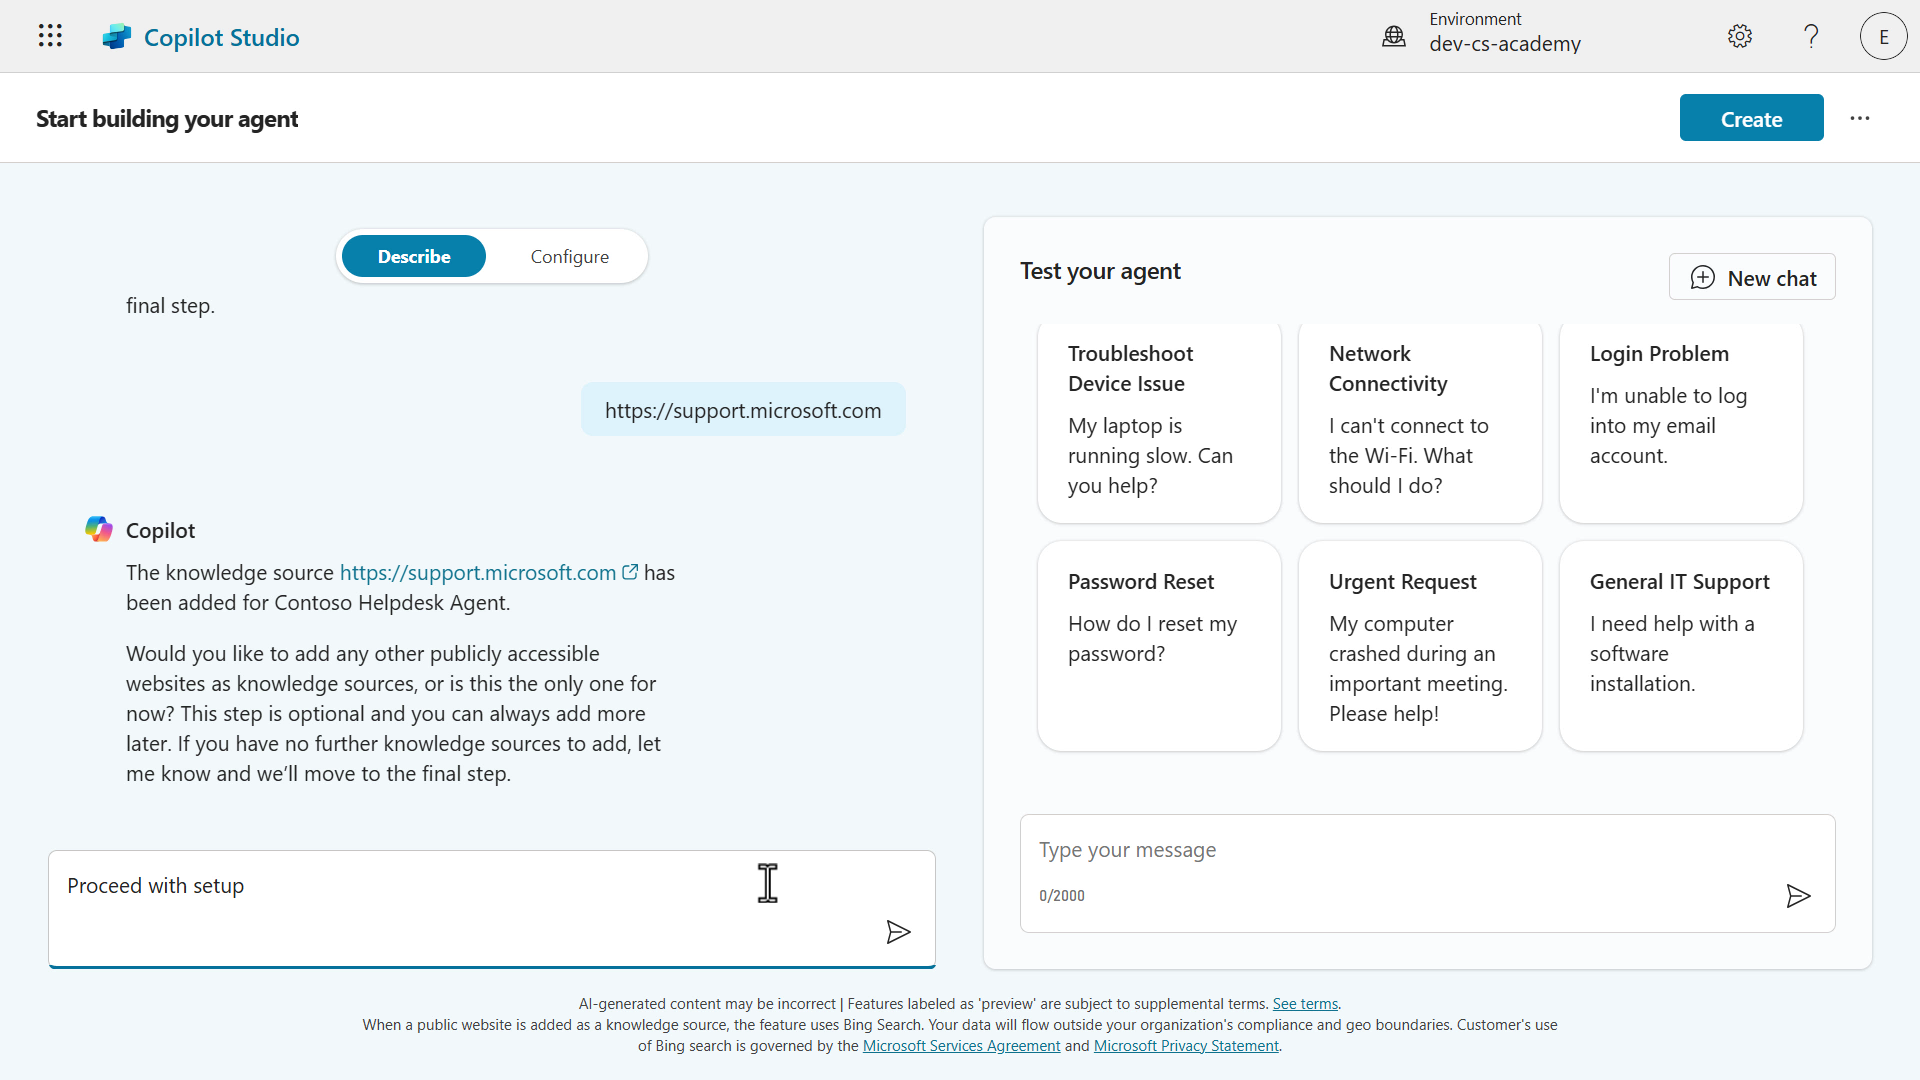 Copilot Studio
Environment
dev-cs-academy
E
Start building your agent
Create
Describe
Configure
final step.
https://support.microsoft.com
Copilot
The knowledge source https://support.microsoft.com has
been added for Contoso Helpdesk Agent.
Would you like to add any other publicly accessible
websites as knowledge sources, or is this the only one for
now? This step is optional and you can always add more
later. If you have no further knowledge sources to add, let
me know and we’ll move to the final step.
Proceed with setup
Test your agent
New chat
Troubleshoot
Device Issue
My laptop is
running slow. Can
you help?
Network
Connectivity
I can't connect to
the Wi-Fi. What
should I do?
Login Problem
I'm unable to log
into my email
account.
Password Reset
How do I reset my
password?
Urgent Request
My computer
crashed during an
important meeting.
Please help!
General IT Support
I need help with a
software
installation.
Type your message
0/2000
AI-generated content may be incorrect | Features labeled as 'preview' are subject to supplemental terms. See terms.
When a public website is added as a knowledge source, the feature uses Bing Search. Your data will flow outside your organization's compliance and geo boundaries. Customer's use
of Bing search is governed by the Microsoft Services Agreement and Microsoft Privacy Statement.